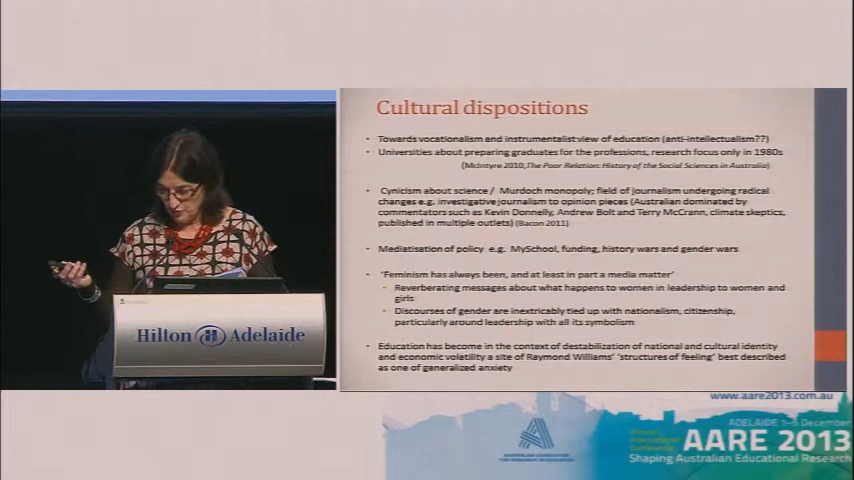 Cultural dispositions
Towards vocationalism and instrumentalist view of education (anti-intellectualism??)
Universities about preparing graduates for the professions, research focus only in 1980s
(McIntyre 2010, The Poor Relation: History of the Social Sciences in Australia)
Cynicism about science / Murdoch monopoly; field of journalism undergoing radical
changes e.g. investigative journalism to opinion pieces (Australian dominated by
commentators such as Kevin Donnelly, Andrew Bolt and Terry McCrann, climate skeptics,
published in multiple outlets) (Bacon 2011)
Mediatisation of policy e.g. MySchool, funding, history wars and gender wars
'Feminism has always been, and at least in part a media matter'
Reverberating messages about what happens to women in leadership to women and
girls
Discourses of gender are inextricably tied up with nationalism, citizenship,
particularly around leadership with all its symbolism
Education has become in the context of destabilization of national and cultural identity
and economic volatility a site of Raymond Williams' 'structures of feeling' best described
as one of generalized anxiety
Hilton Adelaide
www.aare2013.com.au
ADELAIDE 1-5 December
AARE 2013
Shaping Australian Educational Research
AUSTRALIAN ASSOCIATION
FOR RESEARCH IN EDUCATION